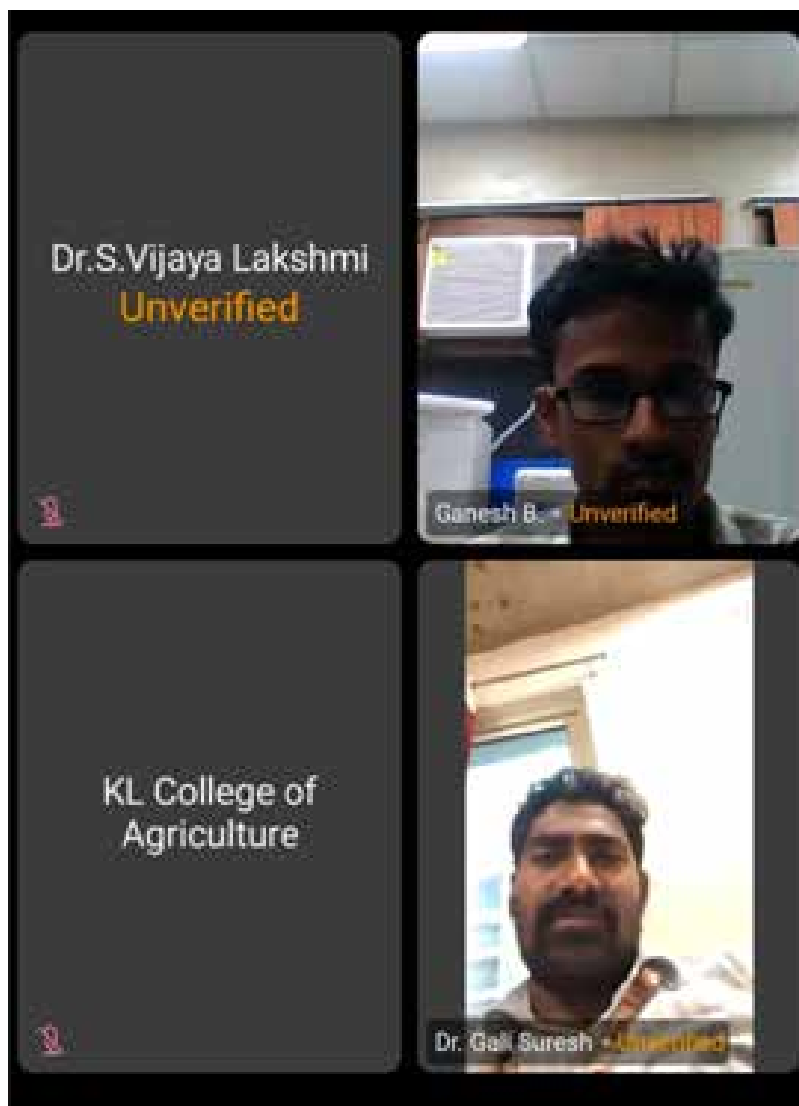 Dr.S.Vijaya Lakshmi
Unverified
Ganesh B. • Unverified
KL College of
Agriculture
Dr. Gali Suresh • Unverified